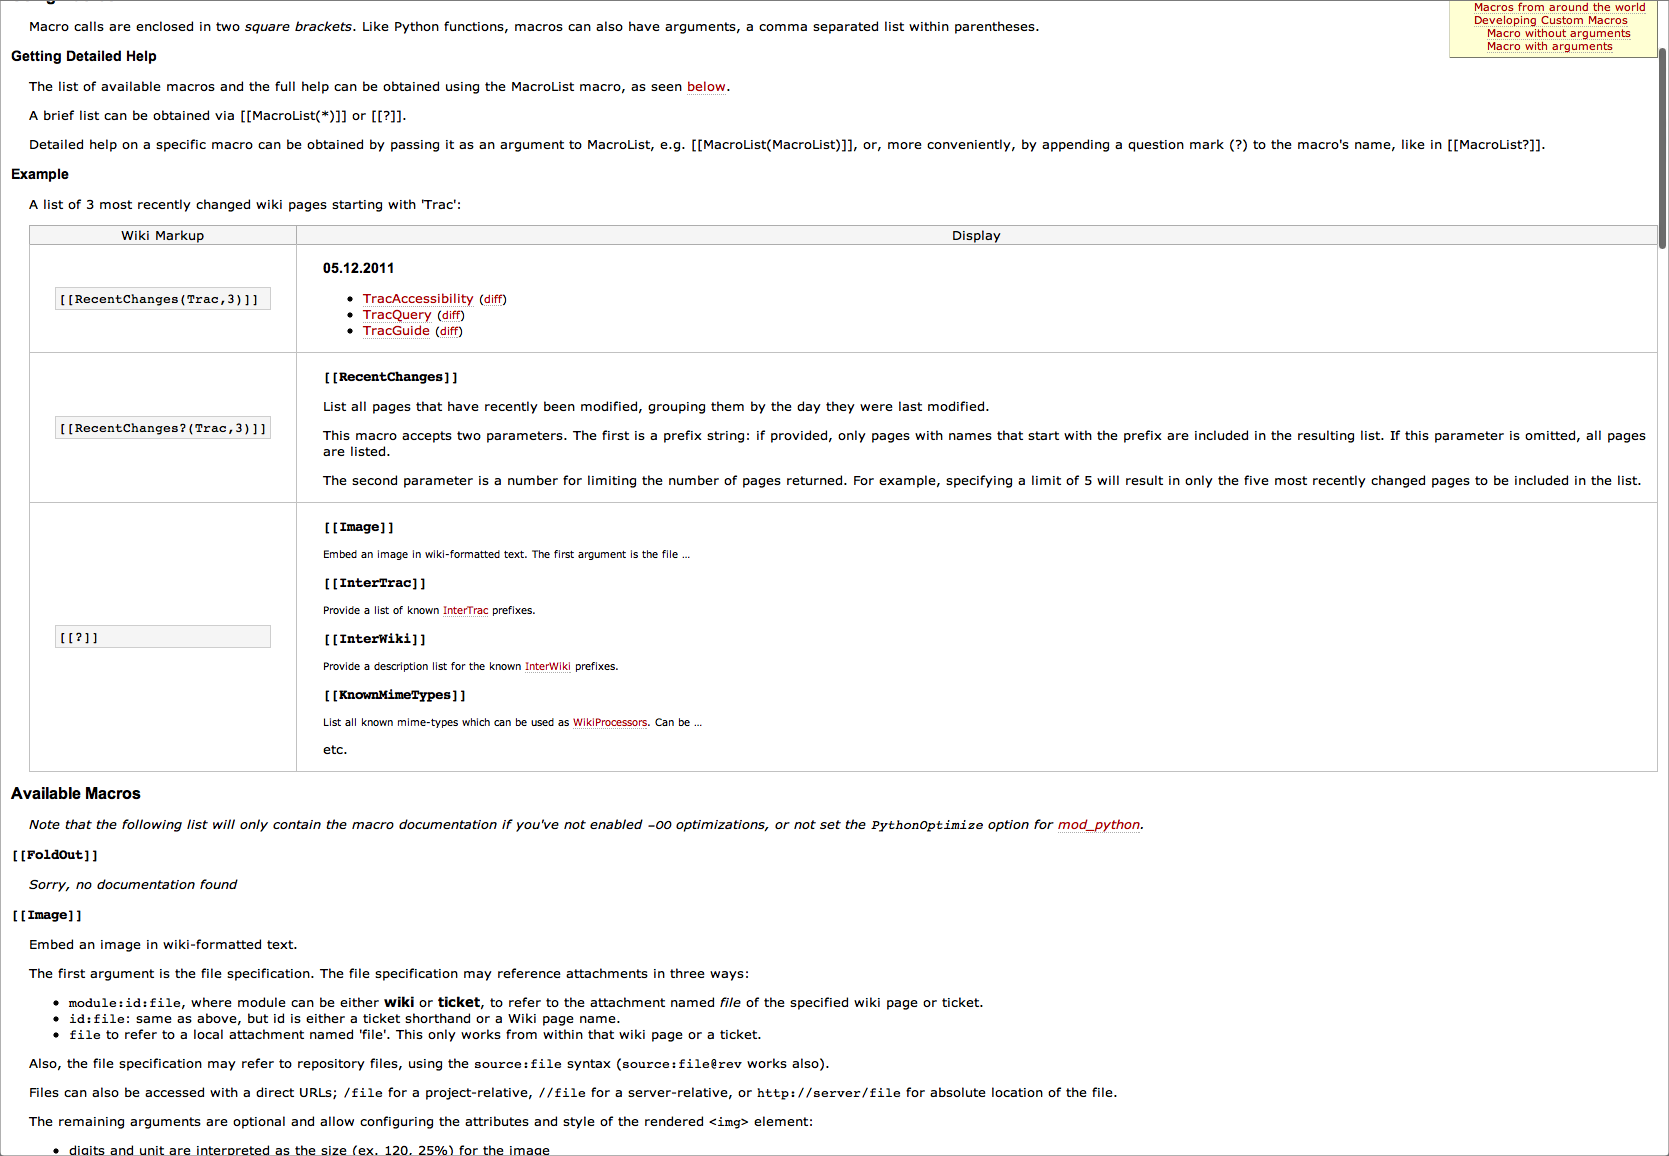 Macros from around the world
Developing Custom Macros
Macro without arguments
Macro with arguments
Macro calls are enclosed in two square brackets. Like Python functions, macros can also have arguments, a comma separated list within parentheses.
Getting Detailed Help
The list of available macros and the full help can be obtained using the MacroList macro, as seen below.
A brief list can be obtained via [[MacroList(*)]] or [[?]].
Detailed help on a specific macro can be obtained by passing it as an argument to MacroList, e.g. [[MacroList(MacroList)]], or, more conveniently, by appending a question mark (?) to the macro's name, like in [[MacroList?]].
Example
A list of 3 most recently changed wiki pages starting with 'Trac':
Wiki Markup Display
[[RecentChanges(Trac,3)]]
05.12.2011
• TracAccessibility (diff)
• TracQuery (diff)
• TracGuide (diff)
[[RecentChanges?(Trac,3)]]
[[RecentChanges]]
List all pages that have recently been modified, grouping them by the day they were last modified.
This macro accepts two parameters. The first is a prefix string: if provided, only pages with names that start with the prefix are included in the resulting list. If this parameter is omitted, all pages
are listed.
The second parameter is a number for limiting the number of pages returned. For example, specifying a limit of 5 will result in only the five most recently changed pages to be included in the list.
[[?]]
[[Image]]
Embed an image in wiki-formatted text. The first argument is the file ...
[[InterTrac]]
Provide a list of known InterTrac prefixes.
[[InterWiki]]
Provide a description list for the known InterWiki prefixes.
[[KnownMimeTypes]]
List all known mime-types which can be used as WikiProcessors. Can be ...
etc.
Available Macros
Note that the following list will only contain the macro documentation if you've not enabled -OO optimizations, or not set the PythonOptimize option for mod_python.
[[FoldOut]]
Sorry, no documentation found
[[Image]]
Embed an image in wiki-formatted text.
The first argument is the file specification. The file specification may reference attachments in three ways:
• module:id:file, where module can be either wiki or ticket, to refer to the attachment named file of the specified wiki page or ticket.
• id:file: same as above, but id is either a ticket shorthand or a Wiki page name.
• file to refer to a local attachment named 'file'. This only works from within that wiki page or a ticket.
Also, the file specification may refer to repository files, using the source:file syntax (source:file@rev works also).
Files can also be accessed with a direct URLs; /file for a project-relative, //file for a server-relative, or http://server/file for absolute location of the file.
The remaining arguments are optional and allow configuring the attributes and style of the rendered <img> element:
• digits and unit are interpreted as the size (ex. 120, 25%) for the image